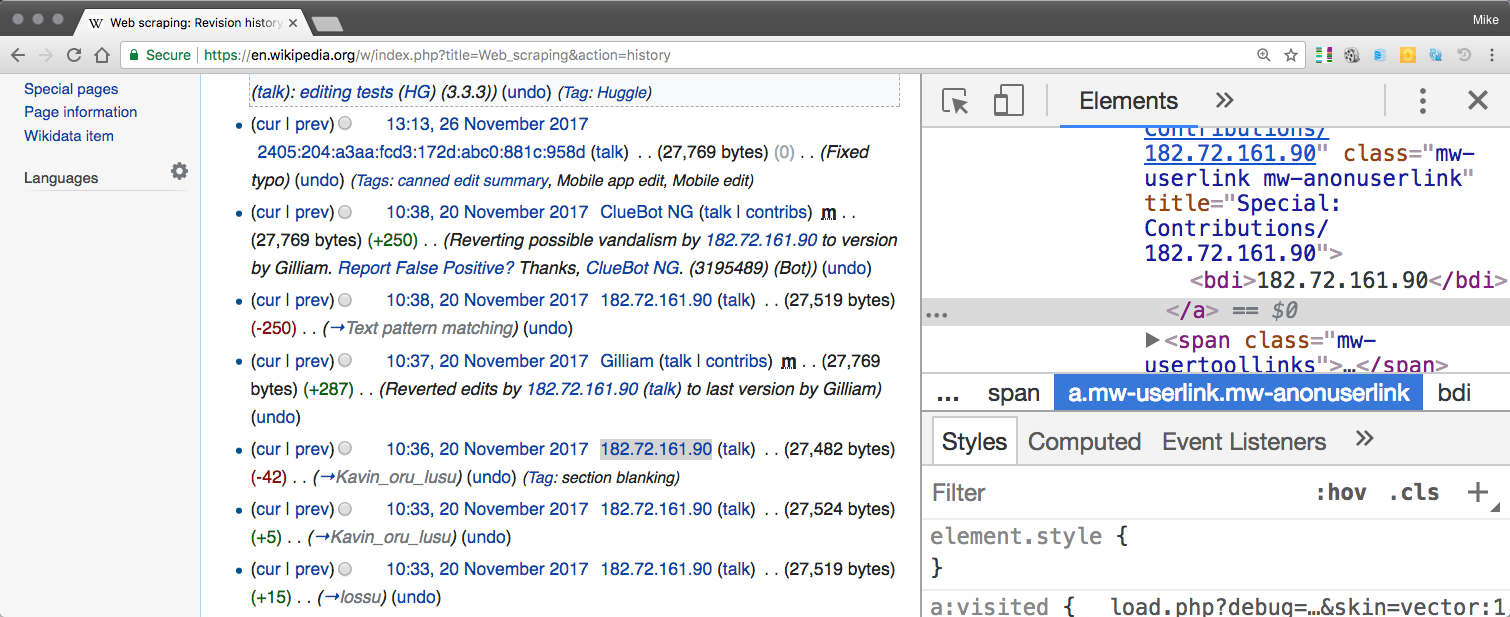 Web scraping: Revision history
Mike
Secure https://en.wikipedia.org/w/index.php?title=Web_scraping&action=history
Special pages
Page information
Wikidata item
Languages
(talk): editing tests (HG) (3.3.3)) (undo) (Tag: Huggle)
(cur | prev) 13:13, 26 November 2017
2405:204:a3aa:fcd3:172d:abc0:881c:958d (talk) . . (27,769 bytes) (0) . . (Fixed
typo) (undo) (Tags: canned edit summary, Mobile app edit, Mobile edit)
(cur | prev) 10:38, 20 November 2017 ClueBot NG (talk | contribs) m . .
(27,769 bytes) (+250) . . (Reverting possible vandalism by 182.72.161.90 to version
by Gilliam. Report False Positive? Thanks, ClueBot NG. (3195489) (Bot)) (undo)
(cur | prev) 10:38, 20 November 2017 182.72.161.90 (talk) . . (27,519 bytes)
(-250) . . (→Text pattern matching) (undo)
(cur | prev) 10:37, 20 November 2017 Gilliam (talk | contribs) m . . (27,769
bytes) (+287) . . (Reverted edits by 182.72.161.90 (talk) to last version by Gilliam)
(undo)
(cur | prev) 10:36, 20 November 2017 182.72.161.90 (talk) . . (27,482 bytes)
(-42) . . (→Kavin_oru_lusu) (undo) (Tag: section blanking)
(cur | prev) 10:33, 20 November 2017 182.72.161.90 (talk) . . (27,524 bytes)
(+5) . . (→Kavin_oru_lusu) (undo)
(cur | prev) 10:33, 20 November 2017 182.72.161.90 (talk) . . (27,519 bytes)
(+15) . . (→lossu) (undo)
Elements
Contributions/
182.72.161.90" class="mw-
userlink mw-anonuserlink"
title="Special:
Contributions/
182.72.161.90">
<bdi>182.72.161.90</bdi>
… </a> == $0
<span class="mw-
usertoollinks">…</span>
… span a.mw-userlink.mw-anonuserlink bdi
Styles Computed Event Listeners
Filter :hov .cls +
element.style {
}
a:visited { load.php?debug=…&skin=vector:1